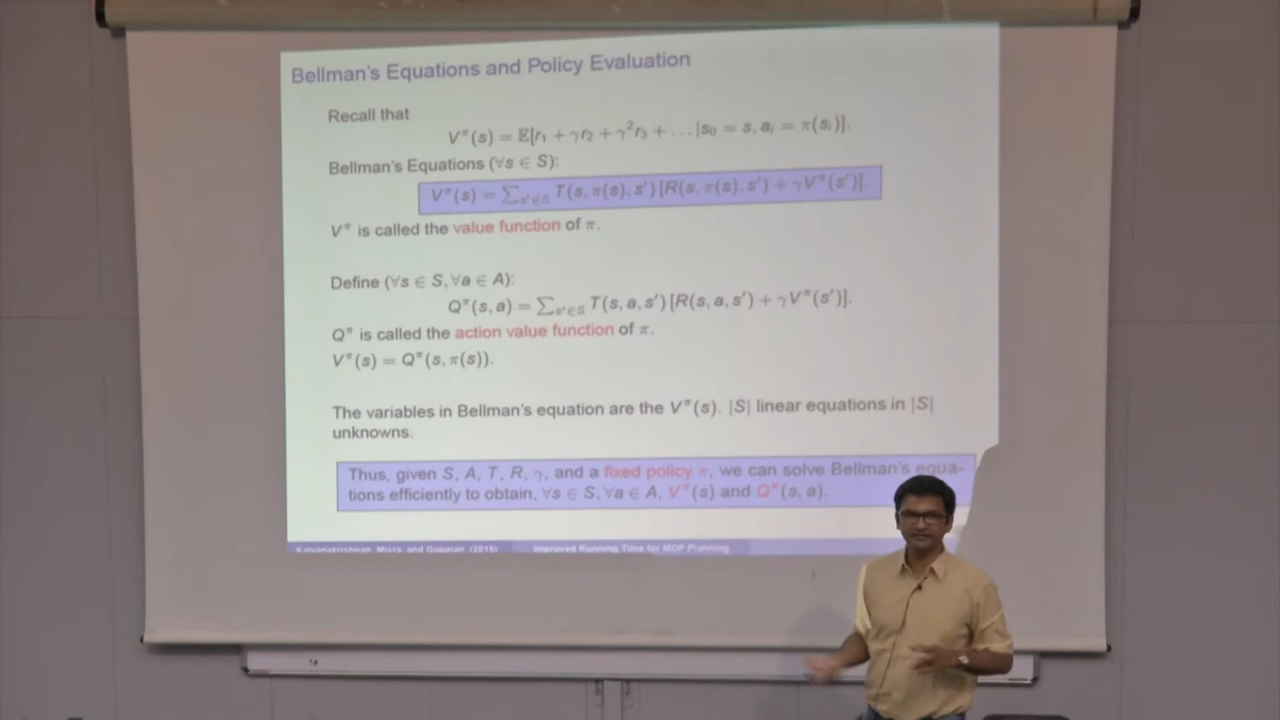 Bellman's Equations and Policy Evaluation
Recall that
V^π(s) = 𝔼[r₁ + γr₂ + γ²r₃ + ... |s₀ = s, aᵢ = π(sᵢ)].
Bellman's Equations (∀s ∈ S):
V^π(s) = ∑_{s'∈S} T(s, π(s), s') [R(s, π(s), s') + γV^π(s')].
V^π is called the value function of π.
Define (∀s ∈ S, ∀a ∈ A):
Q^π(s, a) = ∑_{s'∈S} T(s, a, s') [R(s, a, s') + γV^π(s')].
Q^π is called the action value function of π.
V^π(s) = Q^π(s, π(s)).
The variables in Bellman's equation are the V^π(s). |S| linear equations in |S|
unknowns.
Thus, given S, A, T, R, γ, and a fixed policy π, we can solve Bellman's equa-
tions efficiently to obtain, ∀s ∈ S, ∀a ∈ A, V^π(s) and Q^π(s, a).
Kalyanakrishnan, Misra, and Gopalan (2015) Improved Running Time for MDP Planning